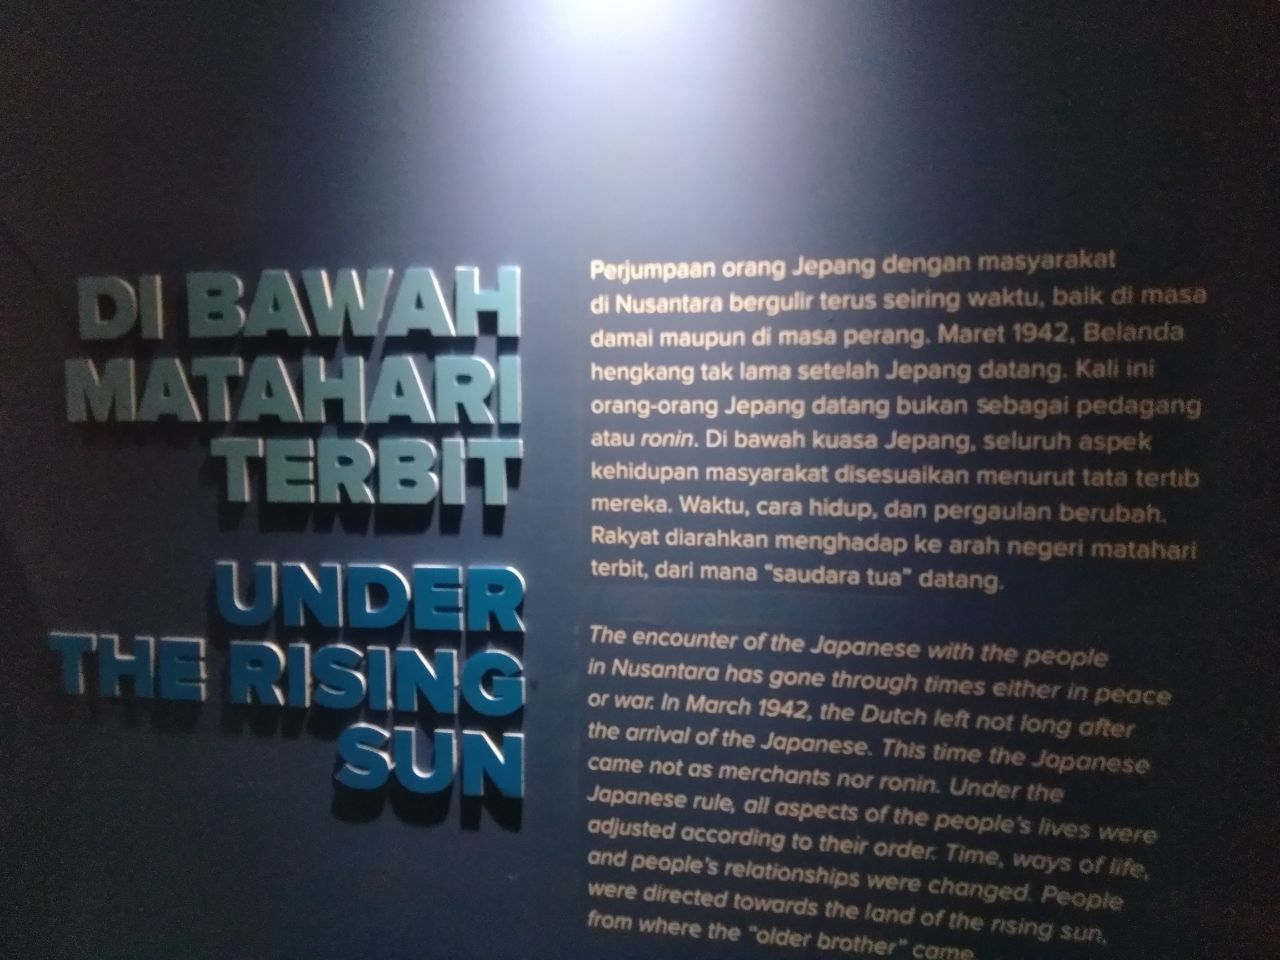 DI BAWAH
MATAHARI
TERBIT
UNDER
THE RISING
SUN
Perjumpaan orang Jepang dengan masyarakat
di Nusantara bergulir terus seiring waktu, baik di masa
damai maupun di masa perang. Maret 1942, Belanda
hengkang tak lama setelah Jepang datang. Kali ini
orang-orang Jepang datang bukan sebagai pedagang
atau ronin. Di bawah kuasa Jepang, seluruh aspek
kehidupan masyarakat disesuaikan menurut tata tertib
mereka. Waktu, cara hidup, dan pergaulan berubah.
Rakyat diarahkan menghadap ke arah negeri matahari
terbit, dari mana "saudara tua" datang.
The encounter of the Japanese with the people
in Nusantara has gone through times either in peace
or war. In March 1942, the Dutch left not long after
the arrival of the Japanese. This time the Japanese
came not as merchants nor ronin. Under the
Japanese rule, all aspects of the people's lives were
adjusted according to their order. Time, ways of life,
and people's relationships were changed. People
were directed towards the land of the rising sun,
from where the "older brother" came